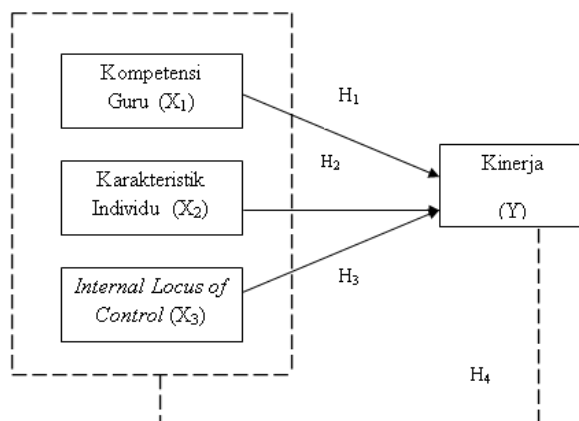 Kompetensi
Guru (X₁)
H₁
H₂
Karakteristik
Individu (X₂)
Kinerja
(Y)
Internal Locus of
Control (X₃)
H₃
H₄